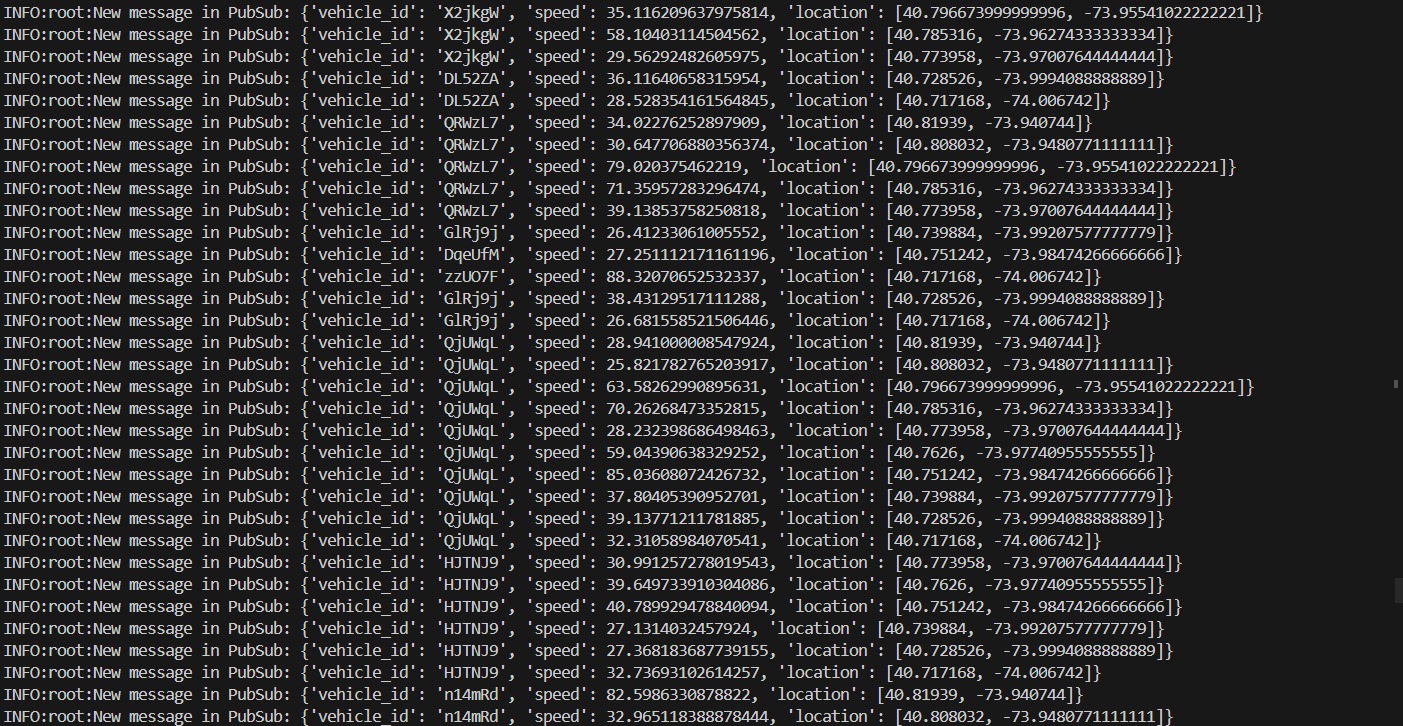 INFO:root:New message in PubSub: {'vehicle_id': 'X2jkgW', 'speed': 35.116209637975814, 'location': [40.796673999999996, -73.95541022222221]}
INFO:root:New message in PubSub: {'vehicle_id': 'X2jkgW', 'speed': 58.10403114504562, 'location': [40.785316, -73.96274333333334]}
INFO:root:New message in PubSub: {'vehicle_id': 'X2jkgW', 'speed': 29.56292482605975, 'location': [40.773958, -73.97007644444444]}
INFO:root:New message in PubSub: {'vehicle_id': 'DL52ZA', 'speed': 36.11640658315954, 'location': [40.728526, -73.9994088888889]}
INFO:root:New message in PubSub: {'vehicle_id': 'DL52ZA', 'speed': 28.528354161564845, 'location': [40.717168, -74.006742]}
INFO:root:New message in PubSub: {'vehicle_id': 'QRWzL7', 'speed': 34.02276252897909, 'location': [40.81939, -73.940744]}
INFO:root:New message in PubSub: {'vehicle_id': 'QRWzL7', 'speed': 30.647706880356374, 'location': [40.808032, -73.9480771111111]}
INFO:root:New message in PubSub: {'vehicle_id': 'QRWzL7', 'speed': 79.020375462219, 'location': [40.796673999999996, -73.95541022222221]}
INFO:root:New message in PubSub: {'vehicle_id': 'QRWzL7', 'speed': 71.35957283296474, 'location': [40.785316, -73.96274333333334]}
INFO:root:New message in PubSub: {'vehicle_id': 'QRWzL7', 'speed': 39.13853758250818, 'location': [40.773958, -73.97007644444444]}
INFO:root:New message in PubSub: {'vehicle_id': 'GlRj9j', 'speed': 26.41233061005552, 'location': [40.739884, -73.99207577777779]}
INFO:root:New message in PubSub: {'vehicle_id': 'DqeUfM', 'speed': 27.251112171161196, 'location': [40.751242, -73.98474266666666]}
INFO:root:New message in PubSub: {'vehicle_id': 'zzUO7F', 'speed': 88.32070652532337, 'location': [40.717168, -74.006742]}
INFO:root:New message in PubSub: {'vehicle_id': 'GlRj9j', 'speed': 38.43129517111288, 'location': [40.728526, -73.9994088888889]}
INFO:root:New message in PubSub: {'vehicle_id': 'GlRj9j', 'speed': 26.681558521506446, 'location': [40.717168, -74.006742]}
INFO:root:New message in PubSub: {'vehicle_id': 'QjUWqL', 'speed': 28.941000008547924, 'location': [40.81939, -73.940744]}
INFO:root:New message in PubSub: {'vehicle_id': 'QjUWqL', 'speed': 25.821782765203917, 'location': [40.808032, -73.9480771111111]}
INFO:root:New message in PubSub: {'vehicle_id': 'QjUWqL', 'speed': 63.58262990895631, 'location': [40.796673999999996, -73.95541022222221]}
INFO:root:New message in PubSub: {'vehicle_id': 'QjUWqL', 'speed': 70.26268473352815, 'location': [40.785316, -73.96274333333334]}
INFO:root:New message in PubSub: {'vehicle_id': 'QjUWqL', 'speed': 28.232398686498463, 'location': [40.773958, -73.97007644444444]}
INFO:root:New message in PubSub: {'vehicle_id': 'QjUWqL', 'speed': 59.04390638329252, 'location': [40.7626, -73.97740955555555]}
INFO:root:New message in PubSub: {'vehicle_id': 'QjUWqL', 'speed': 85.03608072426732, 'location': [40.751242, -73.98474266666666]}
INFO:root:New message in PubSub: {'vehicle_id': 'QjUWqL', 'speed': 37.80405390952701, 'location': [40.739884, -73.99207577777779]}
INFO:root:New message in PubSub: {'vehicle_id': 'QjUWqL', 'speed': 39.13771211781885, 'location': [40.728526, -73.9994088888889]}
INFO:root:New message in PubSub: {'vehicle_id': 'QjUWqL', 'speed': 32.31058984070541, 'location': [40.717168, -74.006742]}
INFO:root:New message in PubSub: {'vehicle_id': 'HJTNJ9', 'speed': 30.991257278019543, 'location': [40.773958, -73.97007644444444]}
INFO:root:New message in PubSub: {'vehicle_id': 'HJTNJ9', 'speed': 39.649733910304086, 'location': [40.7626, -73.97740955555555]}
INFO:root:New message in PubSub: {'vehicle_id': 'HJTNJ9', 'speed': 40.789929478840094, 'location': [40.751242, -73.98474266666666]}
INFO:root:New message in PubSub: {'vehicle_id': 'HJTNJ9', 'speed': 27.1314032457924, 'location': [40.739884, -73.99207577777779]}
INFO:root:New message in PubSub: {'vehicle_id': 'HJTNJ9', 'speed': 27.368183687739155, 'location': [40.728526, -73.9994088888889]}
INFO:root:New message in PubSub: {'vehicle_id': 'HJTNJ9', 'speed': 32.73693102614257, 'location': [40.717168, -74.006742]}
INFO:root:New message in PubSub: {'vehicle_id': 'n14mRd', 'speed': 82.5986330878822, 'location': [40.81939, -73.940744]}
INFO:root:New message in PubSub: {'vehicle_id': 'n14mRd', 'speed': 32.965118388878444, 'location': [40.808032, -73.9480771111111]}